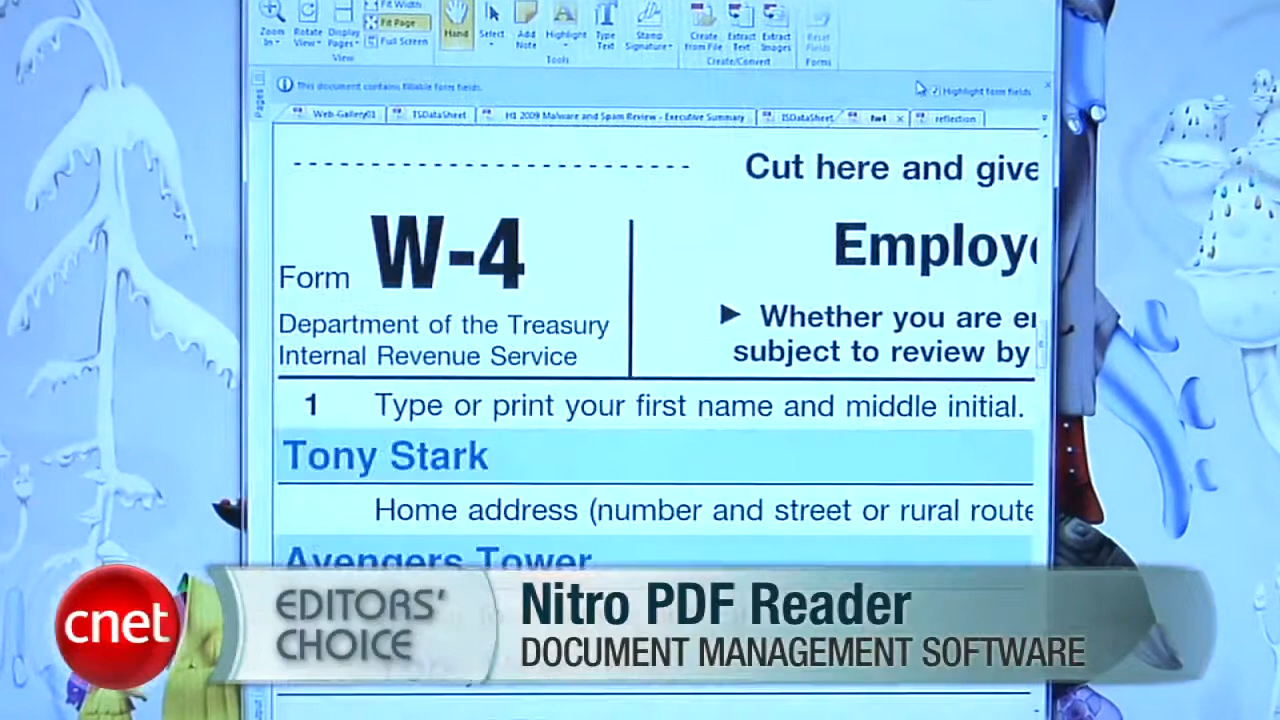 Fit Width
Zoom In
Rotate View
Display Pages
Fit Page
Full Screen
Hand
Select
Add Note
Highlight
Type Text
Stamp Signature
Create from File
Extract Text
Extract Images
Reset Fields
View
Tools
Create/Convert
Forms
Pages
This document contains fillable form fields.
Highlight form fields
Web-Gallery01
ISDataSheet
H1 2009 Malware and Spam Review - Executive Summary
ISDataSheet
fw4
reflection
Cut here and give
Form W-4
Employe
Department of the Treasury
Internal Revenue Service
Whether you are
subject to review by
1 Type or print your first name and middle initial.
Tony Stark
Home address (number and street or rural route
Avengers Tower
cnet
EDITORS'
CHOICE
Nitro PDF Reader
DOCUMENT MANAGEMENT SOFTWARE